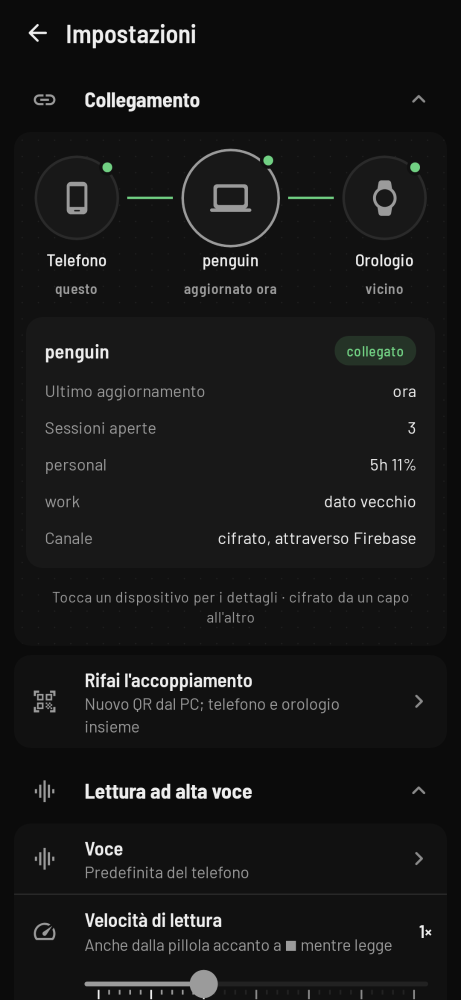 Impostazioni
Collegamento
Telefono
penguin
Orologio
questo
aggiornato ora
vicino
penguin
collegato
Ultimo aggiornamento
ora
Sessioni aperte
3
personal
5h 11%
work
dato vecchio
Canale
cifrato, attraverso Firebase
Tocca un dispositivo per i dettagli · cifrato da un capo
all'altro
Rifai l'accoppiamento
Nuovo QR dal PC; telefono e orologio
insieme
Lettura ad alta voce
Voce
Predefinita del telefono
Velocità di lettura
Anche dalla pillola accanto a ■ mentre legge
1×